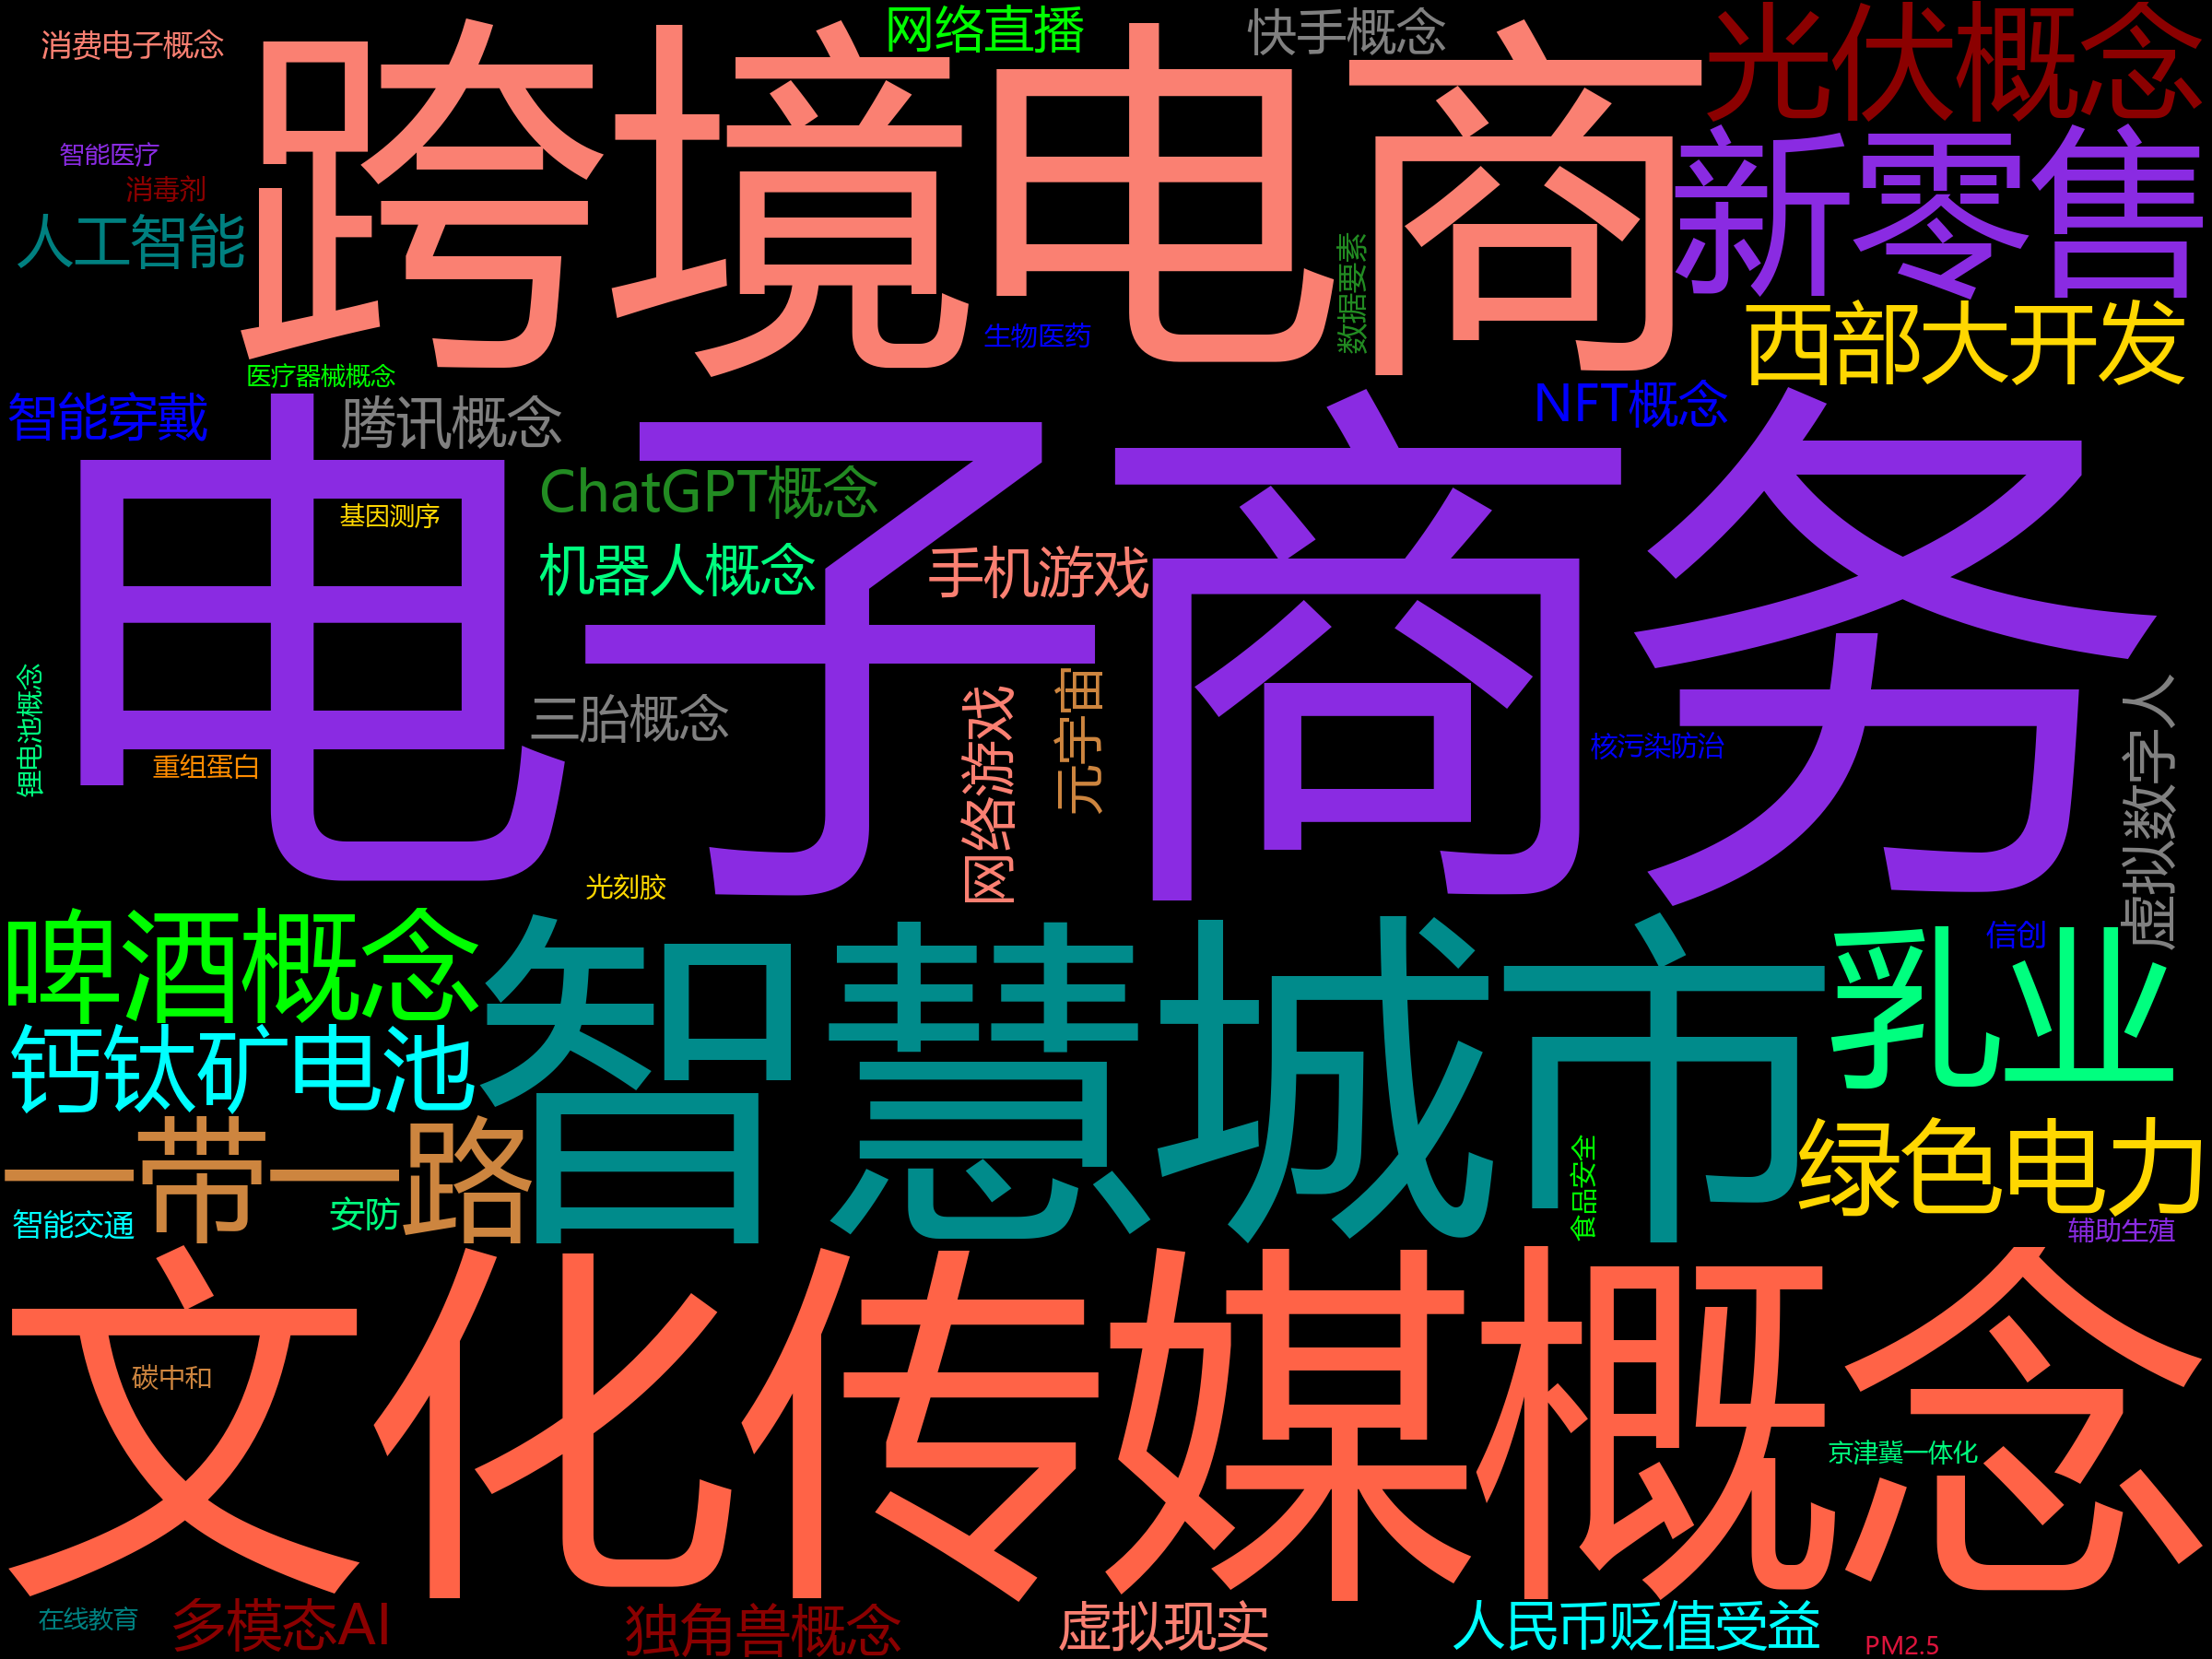 消费电子概念
网络直播
快手概念
光伏概念
跨境电商
智能医疗
消毒剂
人工智能
新零售
数据要素
生物医药
西部大开发
医疗器械概念
智能穿戴
腾讯概念
NFT概念
电子商务
ChatGPT概念
基因测序
机器人概念
手机游戏
锂电池概念
三胎概念
网络游戏
元宇宙
核污染防治
虚拟数字人
重组蛋白
光刻胶
啤酒概念
智慧城市
信创
乳业
钙钛矿电池
一带一路
绿色电力
食品安全
智能交通
安防
辅助生殖
文化传媒概念
碳中和
京津冀一体化
在线教育
多模态AI
独角兽概念
虚拟现实
人民币贬值受益
PM2.5